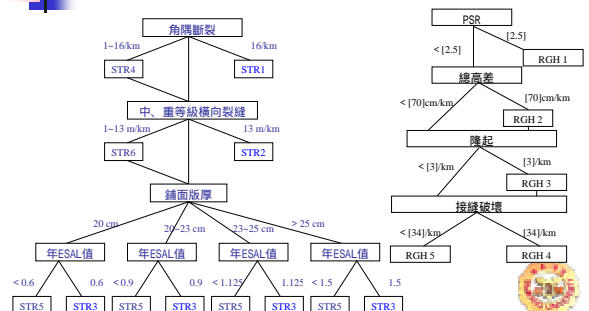 角隅斷裂
1~16/km
16/km
STR4
STR1
中、重等級橫向裂縫
1~13 m/km
13 m/km
STR6
STR2
鋪面版厚
20 cm
20~23 cm
23~25 cm
> 25 cm
年ESAL值
年ESAL值
年ESAL值
年ESAL值
< 0.6
0.6
< 0.9
0.9
< 1.125
1.125
< 1.5
1.5
STR5
STR3
STR5
STR3
STR5
STR3
STR5
STR3
PSR
< [2.5]
[2.5]
RGH 1
總高差
< [70]cm/km
[70]cm/km
RGH 2
隆起
< [3]/km
[3]/km
RGH 3
接縫破壞
< [34]/km
[34]/km
RGH 5
RGH 4